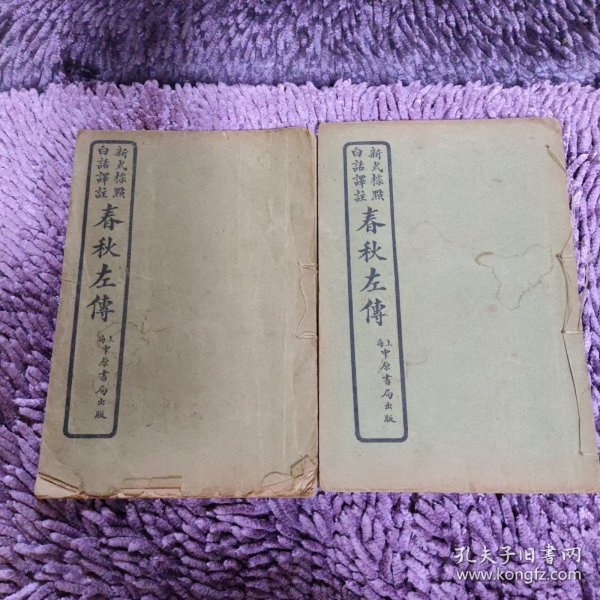 新式標點
白話譯註
春秋左傳
上海中原書局出版
新式標點
白話譯註
春秋左傳
上海中原書局出版
孔夫子旧書网
www.kongfz.com